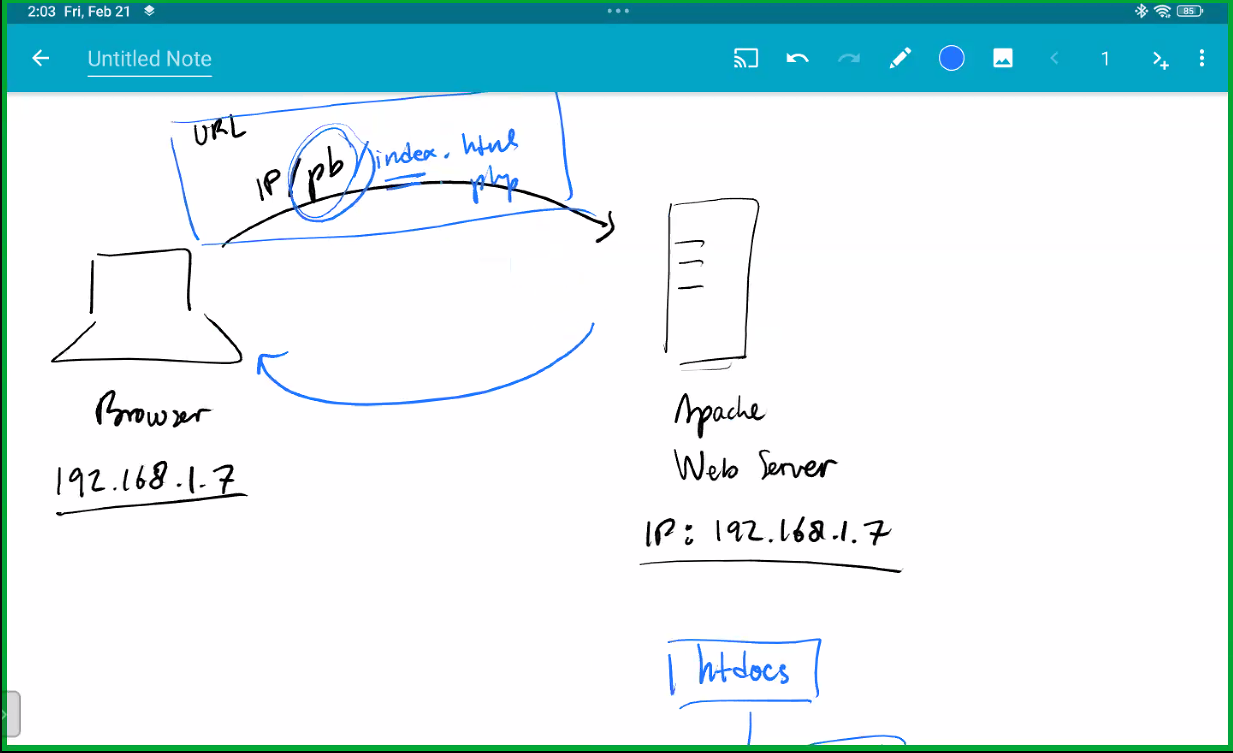 2:03 Fri, Feb 21
85
Untitled Note
1
URL
IP/pb/index.html
php
Browser
192.168.1.7
Apache
Web Server
IP: 192.168.1.7
htdocs